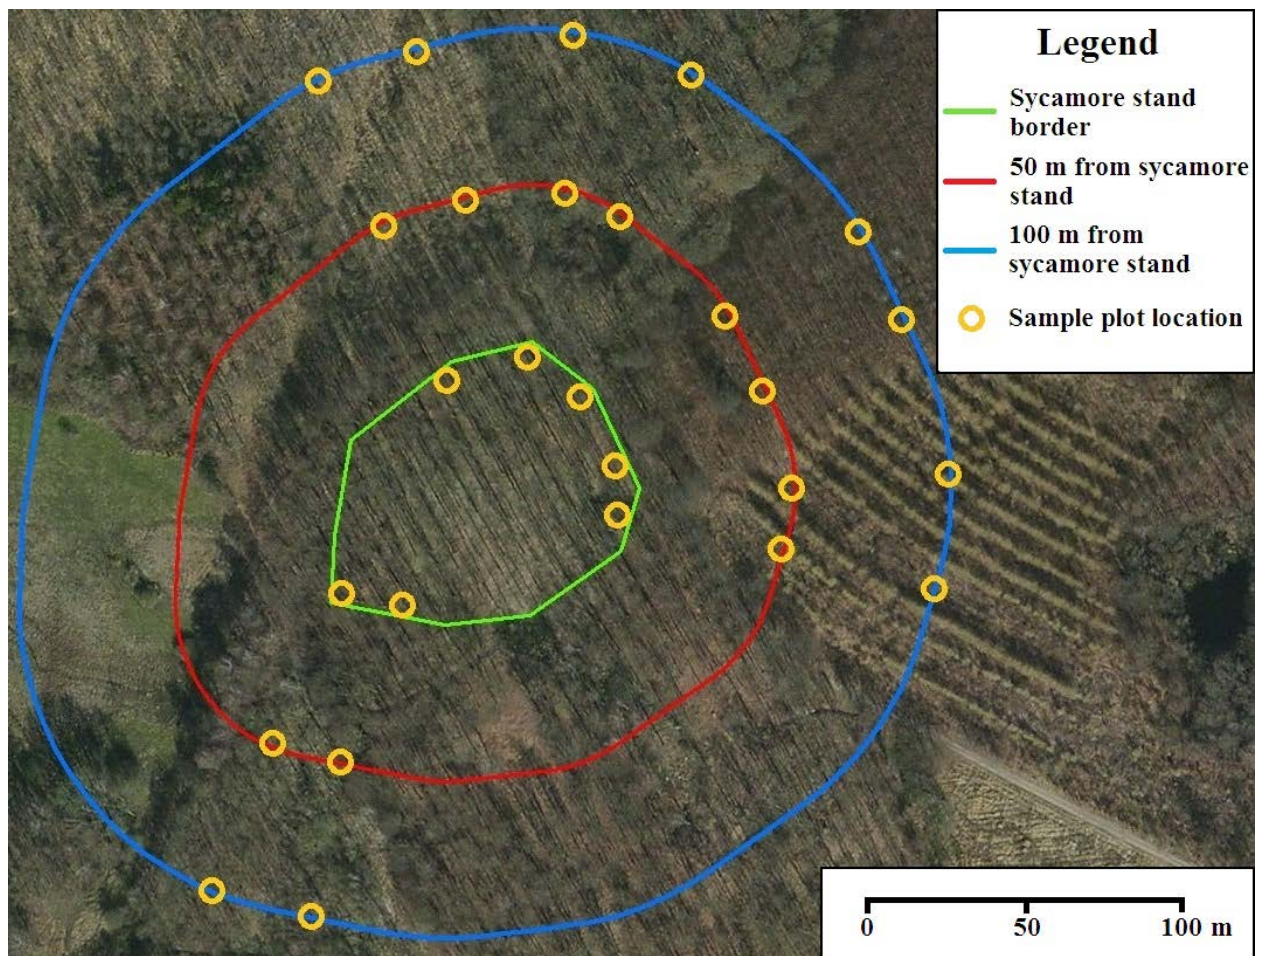 Legend
Sycamore stand
border
50 m from sycamore
stand
100 m from
sycamore stand
Sample plot location
0 50 100 m